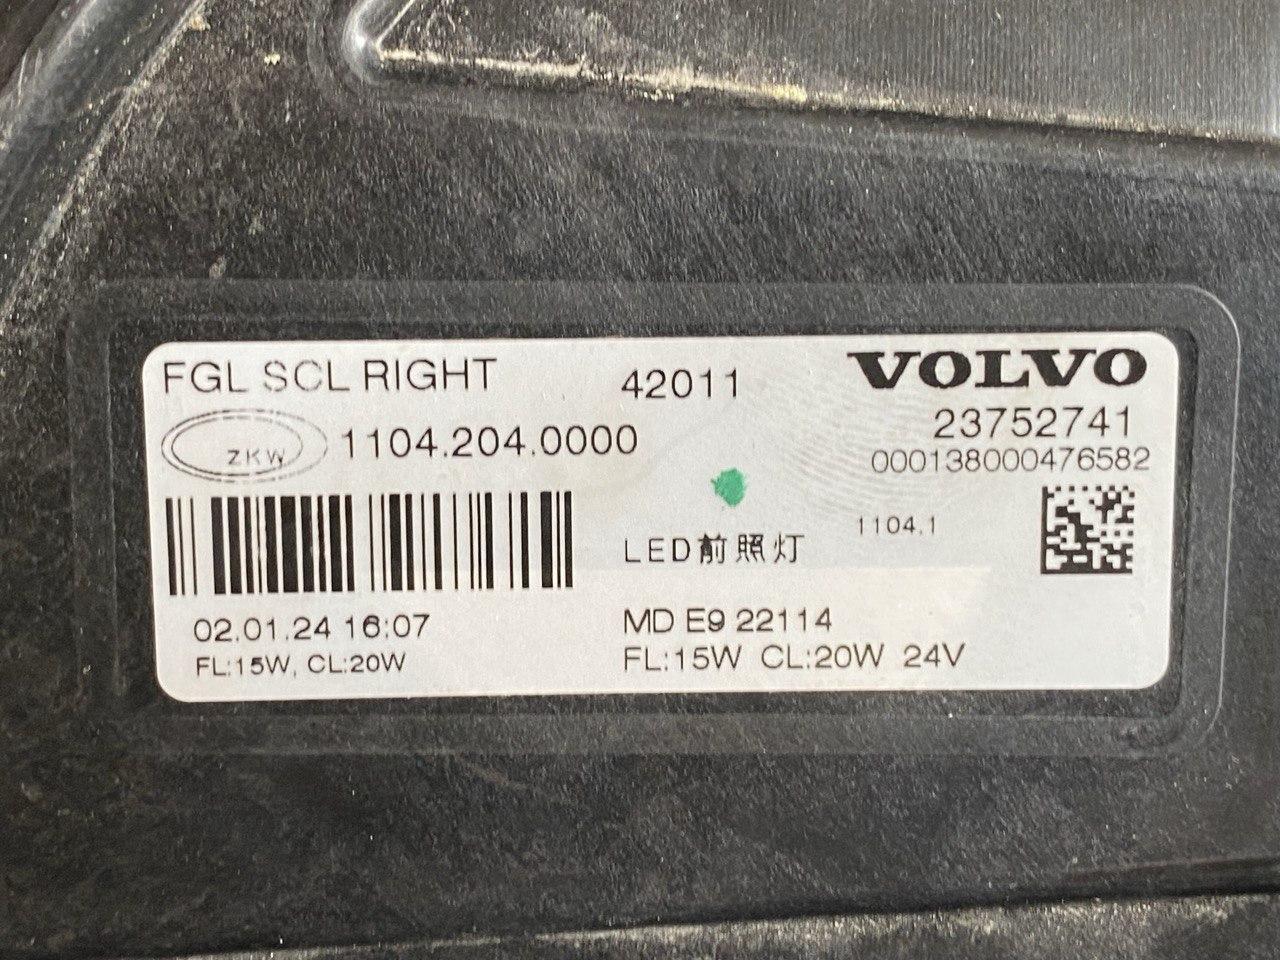 FGL SCL RIGHT
42011
VOLVO
ZKW
1104.204.0000
23752741
000138000476582
LED前照灯
1104.1
02.01.24 16:07
MD E9 22114
FL:15W, CL:20W
FL:15W CL:20W 24V